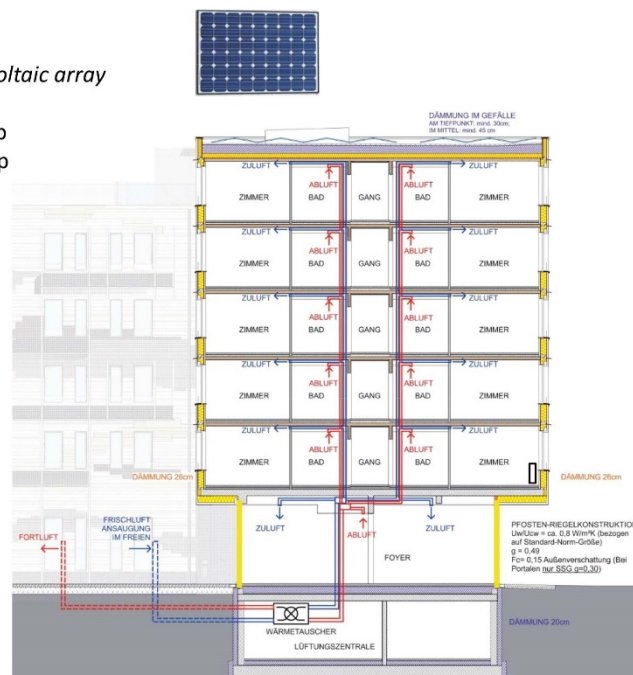 oltaic array
p
p
DÄMMUNG IM GEFÄLLE
AM TIEFPUNKT: mind. 30cm;
IM MITTEL: mind. 45 cm
ZULUFT
ZULUFT
ABLUFT
ABLUFT
ZIMMER
BAD
GANG
BAD
ZIMMER
ZULUFT
ZULUFT
ABLUFT
ABLUFT
ZIMMER
BAD
GANG
BAD
ZIMMER
ZULUFT
ZULUFT
ABLUFT
ABLUFT
ZIMMER
BAD
GANG
BAD
ZIMMER
ZULUFT
ZULUFT
ABLUFT
ABLUFT
ZIMMER
BAD
GANG
BAD
ZIMMER
ZULUFT
ZULUFT
ABLUFT
ABLUFT
ZIMMER
BAD
GANG
BAD
ZIMMER
DÄMMUNG 26cm
DÄMMUNG 26cm
FORTLUFT
FRISCHLUFT
ANSAUGUNG
IM FREIEN
ZULUFT
ABLUFT
ZULUFT
FOYER
PFOSTEN-RIEGELKONSTRUKTION
Uw/Ucw = ca. 0,8 W/m²K (bezogen
auf Standard-Norm-Größe)
g = 0,49
Fc= 0,15 Außenverschattung (Bei
Portalen nur SSG g=0,30)
WÄRMETAUSCHER
LÜFTUNGSZENTRALE
DÄMMUNG 20cm